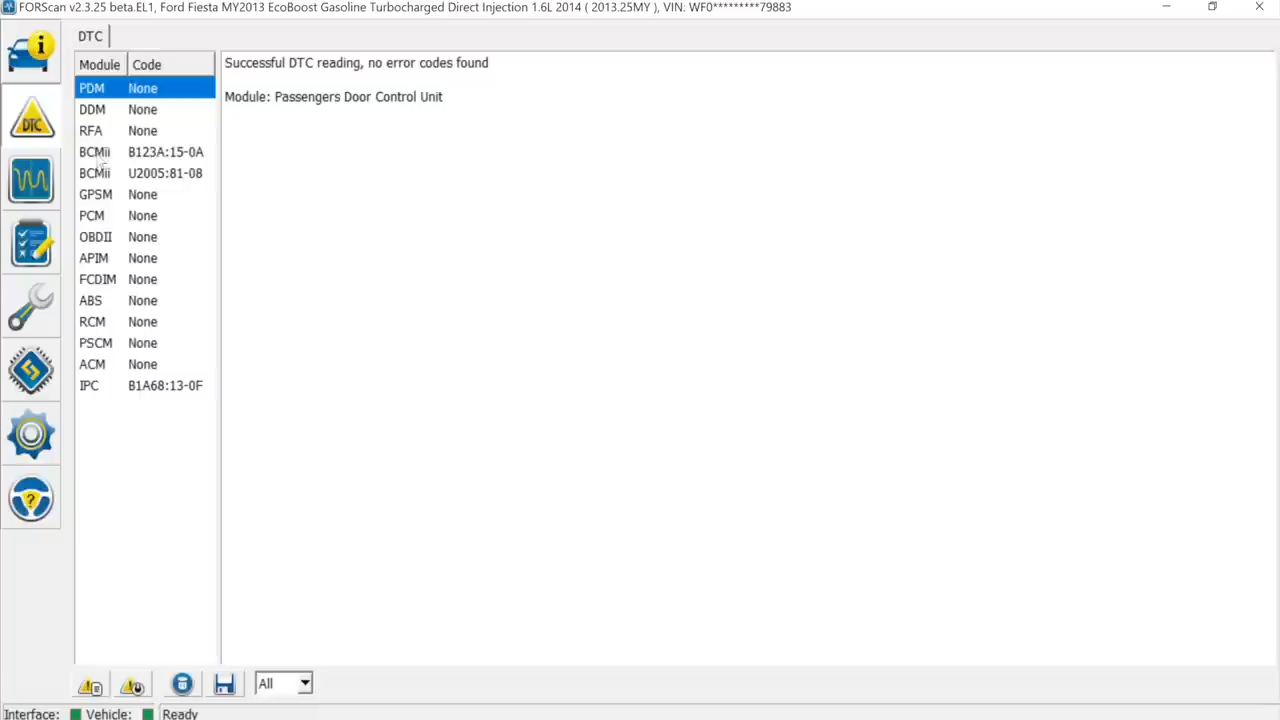 FORScan v2.3.25 beta.EL1, Ford Fiesta MY2013 EcoBoost Gasoline Turbocharged Direct Injection 1.6L 2014 ( 2013.25MY ), VIN: WF0*********79883
DTC
Module Code
PDM None
DDM None
RFA None
BCMii B123A:15-0A
BCMii U2005:81-08
GPSM None
PCM None
OBDII None
APIM None
FCDIM None
ABS None
RCM None
PSCM None
ACM None
IPC B1A68:13-0F
Successful DTC reading, no error codes found
Module: Passengers Door Control Unit
DTC
All
Interface: Vehicle: Ready